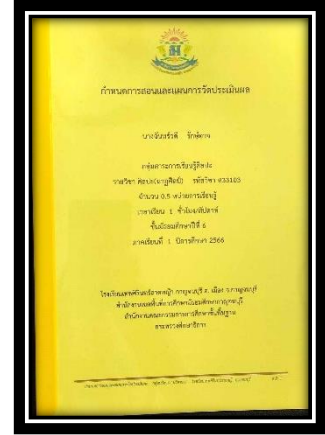 กำหนดการสอนและแผนการวัดประเมินผล
กลุ่มสาระการเรียนรู้ศิลปะ
รายวิชา ศิลปะ(นาฏศิลป์) รหัสวิชา ศ33103
จำนวน 0.5 หน่วยการเรียนรู้
เวลาเรียน 1 ชั่วโมง/สัปดาห์
ชั้นมัธยมศึกษาปีที่ 6
ภาคเรียนที่ 1 ปีการศึกษา 2566
สำนักงานเขตพื้นที่การศึกษามัธยมศึกษากาญจนบุรี
สำนักงานคณะกรรมการการศึกษาขั้นพื้นฐาน
กระทรวงศึกษาธิการ